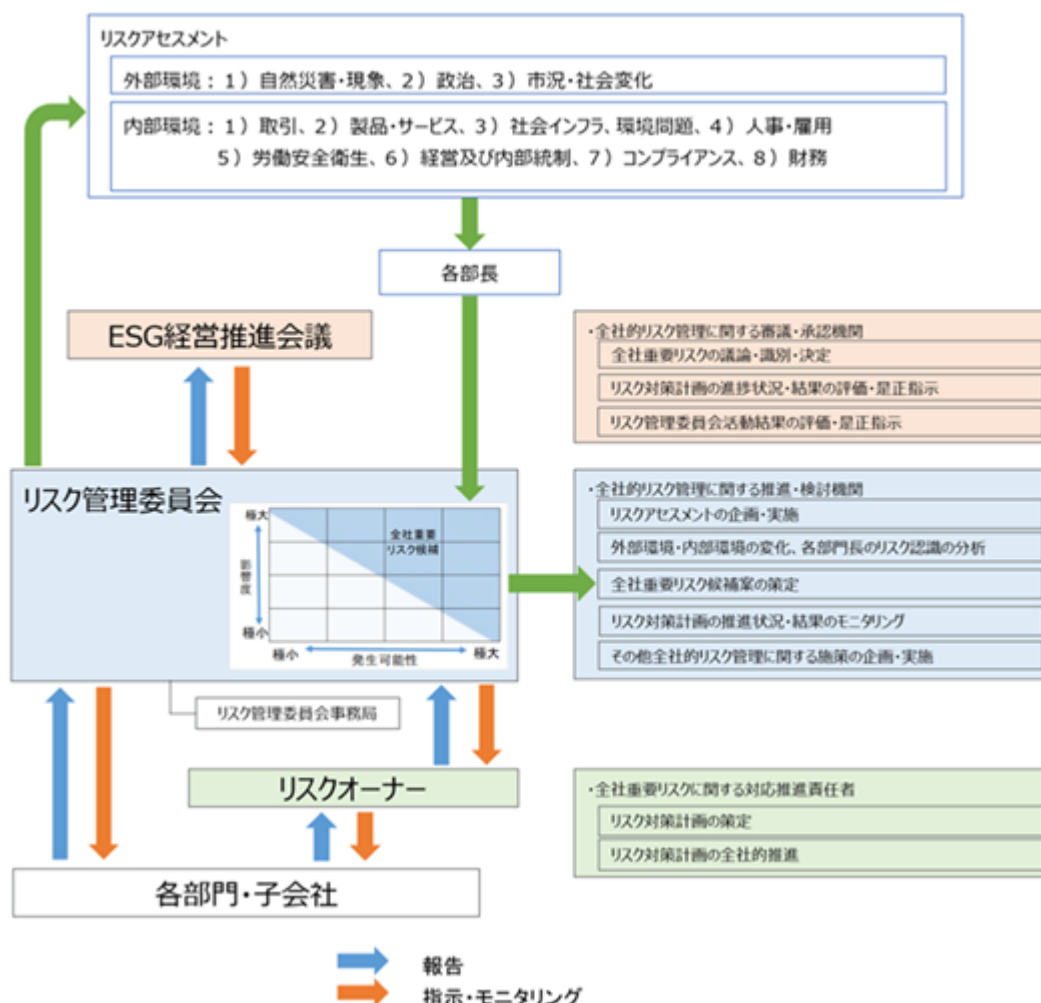 リスクアセスメント
外部環境：１）自然災害・現象、２）政治、３）市況・社会変化
内部環境：１）取引、２）製品・サービス、３）社会インフラ、環境問題、４）人事・雇用
５）労働安全衛生、６）経営及び内部統制、７）コンプライアンス、８）財務
各部長
ESG経営推進会議
・全社的リスク管理に関する審議・承認機関
全社重要リスクの議論・識別・決定
リスク対策計画の進捗状況・結果の評価・是正指示
リスク管理委員会活動結果の評価・是正指示
リスク管理委員会
極大
影響度
極小
全社重要
リスク候補
極小
発生可能性
極大
・全社的リスク管理に関する推進・検討機関
リスクアセスメントの企画・実施
外部環境・内部環境の変化、各部門長のリスク認識の分析
全社重要リスク候補案の策定
リスク対策計画の推進状況・結果のモニタリング
その他全社的リスク管理に関する施策の企画・実施
リスク管理委員会事務局
リスクオーナー
・全社重要リスクに関する対応推進責任者
リスク対策計画の策定
リスク対策計画の全社的推進
各部門・子会社
報告
指示・モニタリング